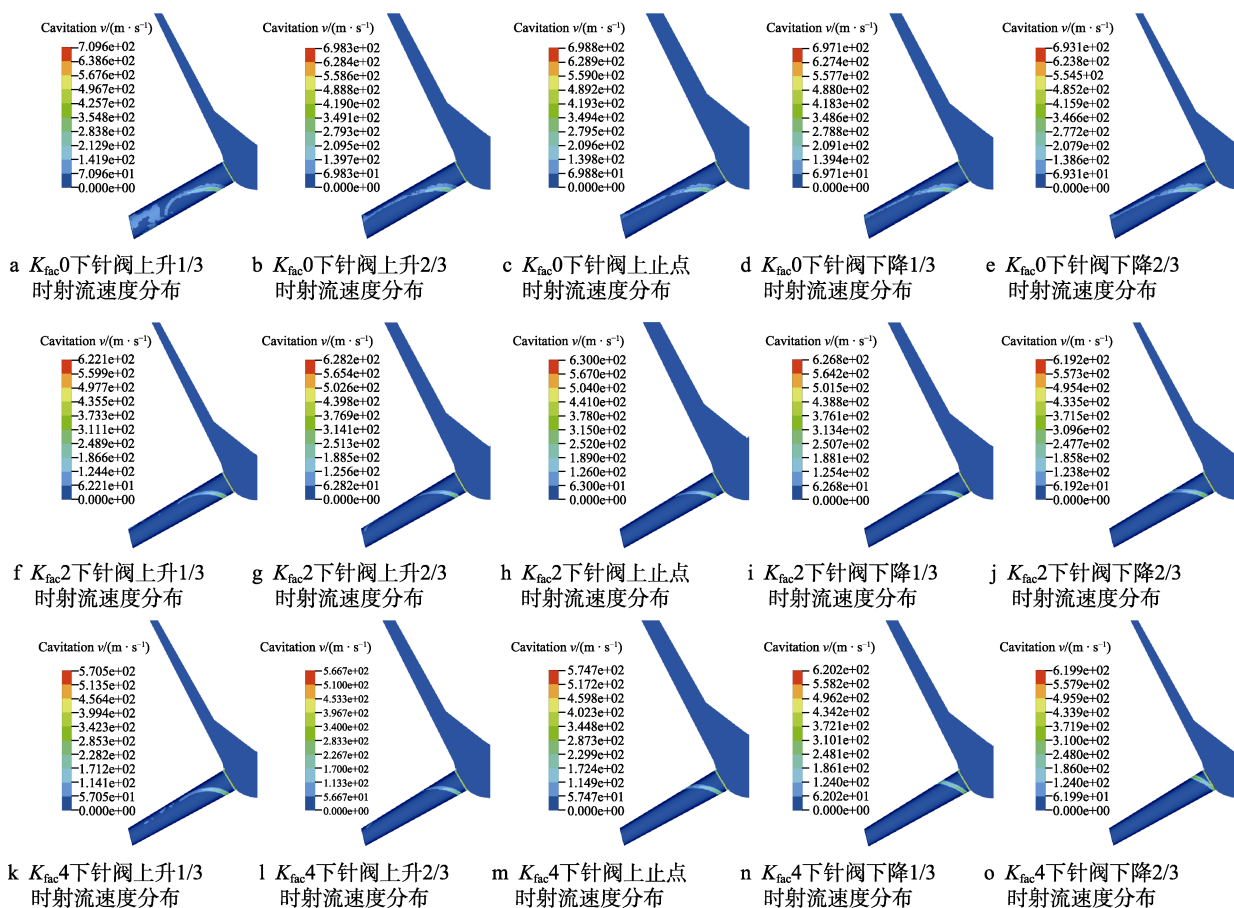 Cavitation v/(m · s⁻¹)
7.096e+02
6.386e+02
5.676e+02
4.967e+02
4.257e+02
3.548e+02
2.838e+02
2.129e+02
1.419e+02
7.096e+01
0.000e+00
a K_fac0下针阀上升1/3
时射流速度分布
Cavitation v/(m · s⁻¹)
6.983e+02
6.284e+02
5.586e+02
4.888e+02
4.190e+02
3.491e+02
2.793e+02
2.095e+02
1.397e+02
6.983e+01
0.000e+00
b K_fac0下针阀上升2/3
时射流速度分布
Cavitation v/(m · s⁻¹)
6.988e+02
6.289e+02
5.590e+02
4.892e+02
4.193e+02
3.494e+02
2.795e+02
2.096e+02
1.398e+02
6.988e+01
0.000e+00
c K_fac0下针阀上止点
时射流速度分布
Cavitation v/(m · s⁻¹)
6.971e+02
6.274e+02
5.577e+02
4.880e+02
4.183e+02
3.486e+02
2.788e+02
2.091e+02
1.394e+02
6.971e+01
0.000e+00
d K_fac0下针阀下降1/3
时射流速度分布
Cavitation v/(m · s⁻¹)
6.931e+02
6.238e+02
5.545+02
4.852e+02
4.159e+02
3.466e+02
2.772e+02
2.079e+02
1.386e+02
6.931e+01
0.000e+00
e K_fac0下针阀下降2/3
时射流速度分布
Cavitation v/(m · s⁻¹)
6.221e+02
5.599e+02
4.977e+02
4.355e+02
3.733e+02
3.111e+02
2.489e+02
1.866e+02
1.244e+02
6.221e+01
0.000e+00
f K_fac2下针阀上升1/3
时射流速度分布
Cavitation v/(m · s⁻¹)
6.282e+02
5.654e+02
5.026e+02
4.398e+02
3.769e+02
3.141e+02
2.513e+02
1.885e+02
1.256e+02
6.282e+01
0.000e+00
g K_fac2下针阀上升2/3
时射流速度分布
Cavitation v/(m · s⁻¹)
6.300e+02
5.670e+02
5.040e+02
4.410e+02
3.780e+02
3.150e+02
2.520e+02
1.890e+02
1.260e+02
6.300e+01
0.000e+00
h K_fac2下针阀上止点
时射流速度分布
Cavitation v/(m · s⁻¹)
6.268e+02
5.642e+02
5.015e+02
4.388e+02
3.761e+02
3.134e+02
2.507e+02
1.881e+02
1.254e+02
6.268e+01
0.000e+00
i K_fac2下针阀下降1/3
时射流速度分布
Cavitation v/(m · s⁻¹)
6.192e+02
5.573e+02
4.954e+02
4.335e+02
3.715e+02
3.096e+02
2.477e+02
1.858e+02
1.238e+02
6.192e+01
0.000e+00
j K_fac2下针阀下降2/3
时射流速度分布
Cavitation v/(m · s⁻¹)
5.705e+02
5.135e+02
4.564e+02
3.994e+02
3.423e+02
2.853e+02
2.282e+02
1.712e+02
1.141e+02
5.705e+01
0.000e+00
k K_fac4下针阀上升1/3
时射流速度分布
Cavitation v/(m · s⁻¹)
5.667e+02
5.100e+02
4.533e+02
3.967e+02
3.400e+02
2.833e+02
2.267e+02
1.700e+02
1.133e+02
5.667e+01
0.000e+00
l K_fac4下针阀上升2/3
时射流速度分布
Cavitation v/(m · s⁻¹)
5.747e+02
5.172e+02
4.598e+02
4.023e+02
3.448e+02
2.873e+02
2.299e+02
1.724e+02
1.149e+02
5.747e+01
0.000e+00
m K_fac4下针阀上止点
时射流速度分布
Cavitation v/(m · s⁻¹)
6.202e+02
5.582e+02
4.962e+02
4.342e+02
3.721e+02
3.101e+02
2.481e+02
1.861e+02
1.240e+02
6.202e+01
0.000e+00
n K_fac4下针阀下降1/3
时射流速度分布
Cavitation v/(m · s⁻¹)
6.199e+02
5.579e+02
4.959e+02
4.339e+02
3.719e+02
3.100e+02
2.480e+02
1.860e+02
1.240e+02
6.199e+01
0.000e+00
o K_fac4下针阀下降2/3
时射流速度分布